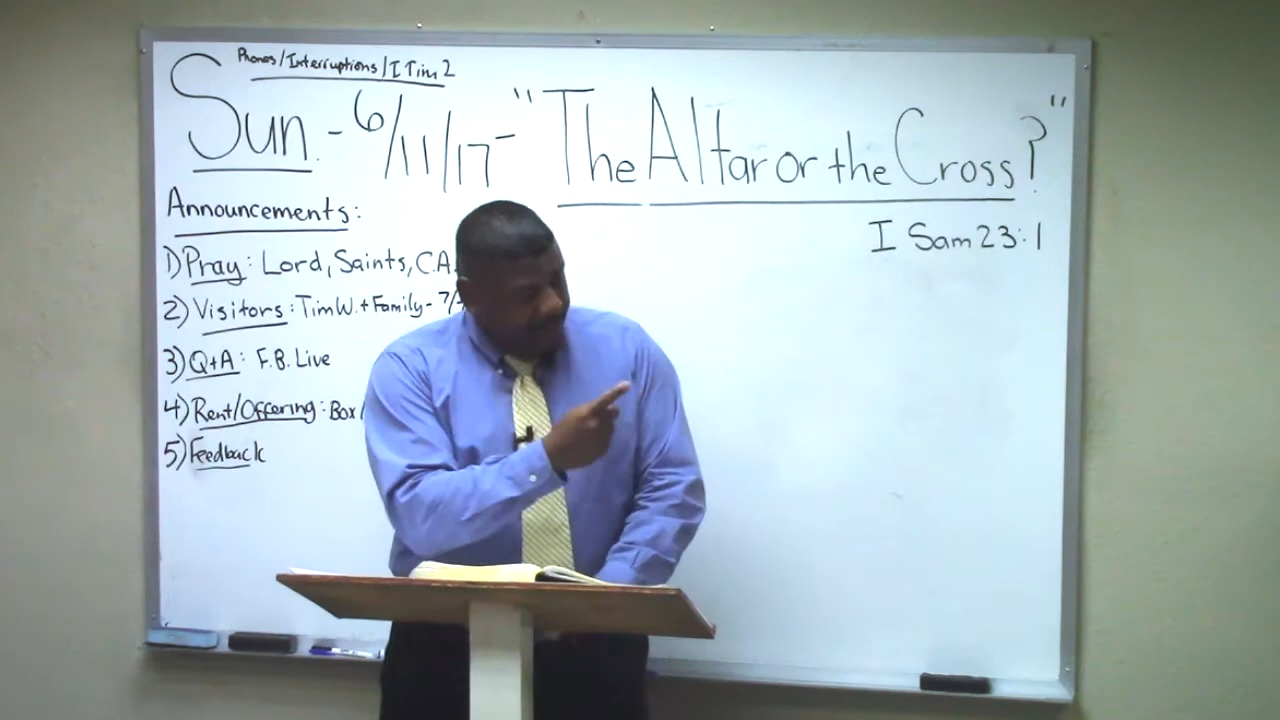 Phones/Interruptions/I Tim 2
Sun. - 6/11/17 - "The Altar or the Cross?"
I Sam 23:1
Announcements:
1) Pray: Lord, Saints, C.A.
2) Visitors: Tim W. + Family - 7/
3) Q+A: F.B. Live
4) Rent/Offering: Box/
5) Feedback